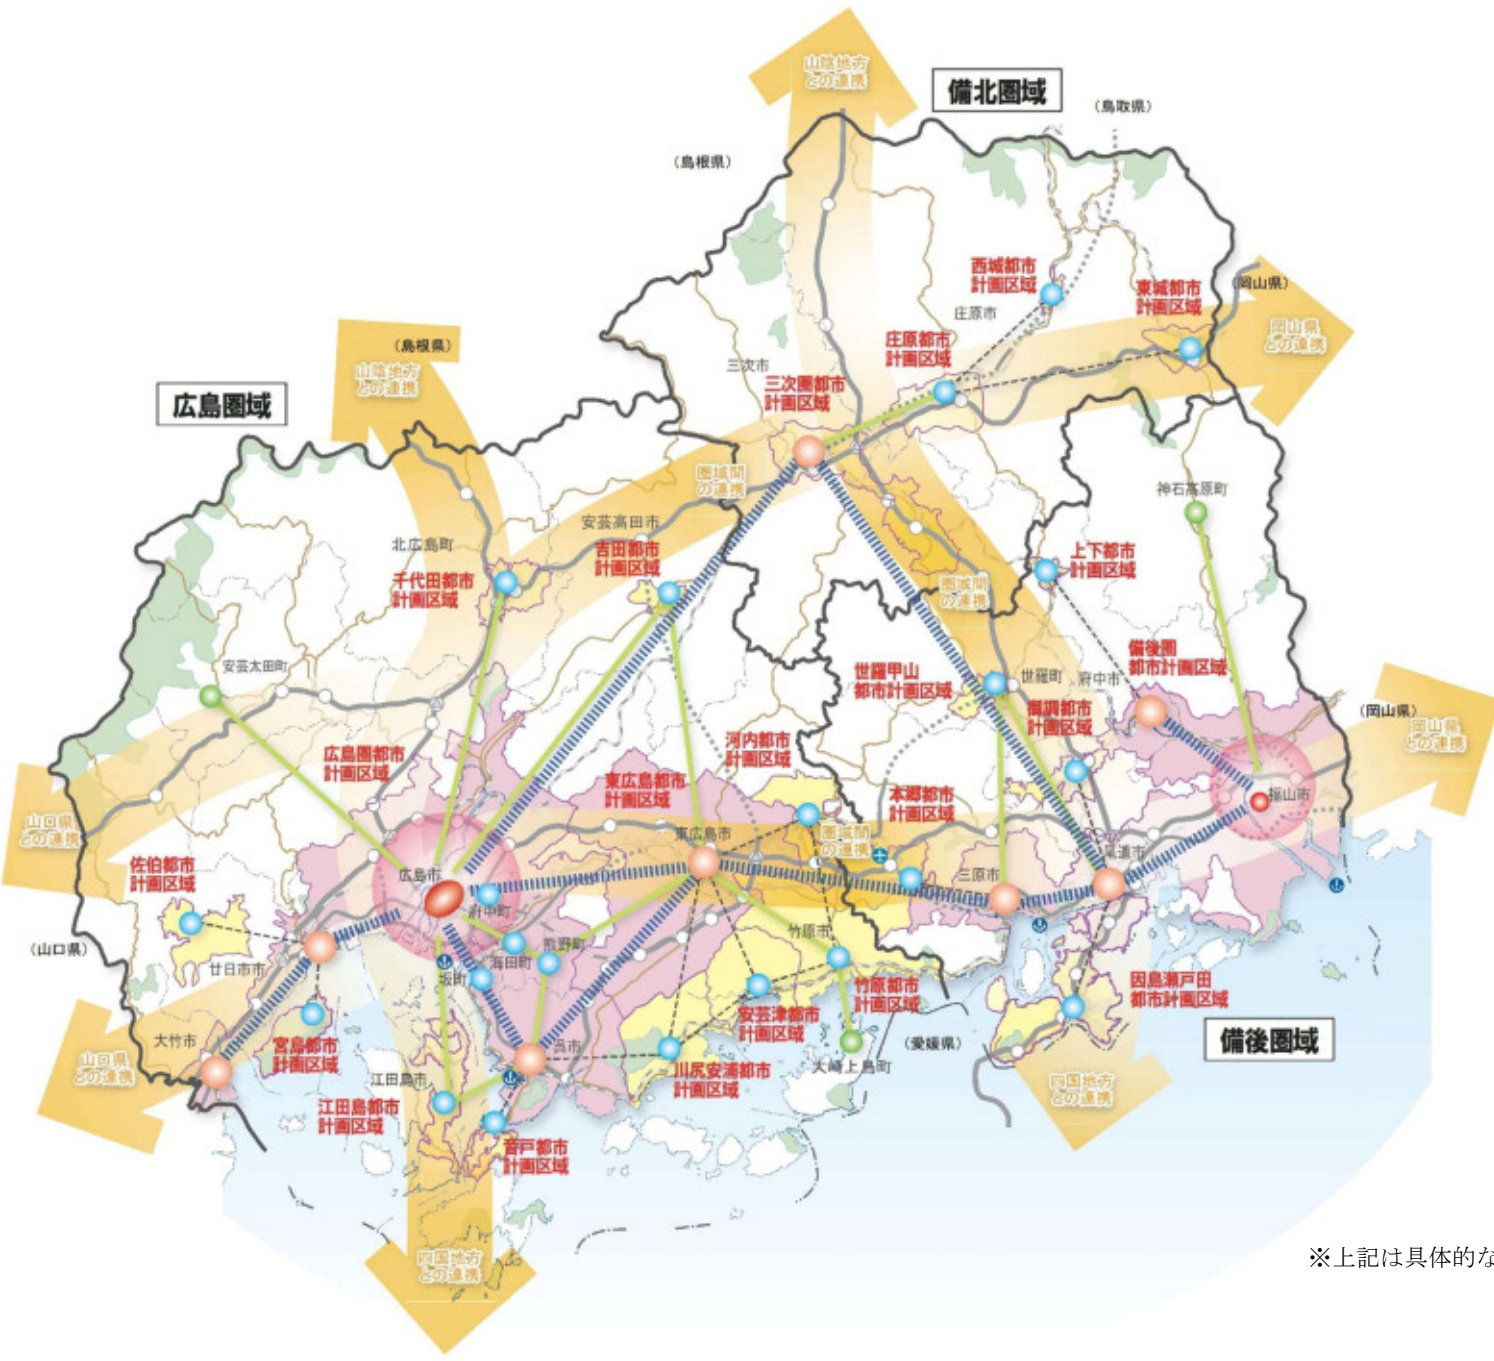 山陰地方
との連携
備北圏域
（鳥取県）
（島根県）
西城都市
計画区域
東城都市
計画区域
（岡山県）
庄原市
岡山県
との連携
庄原都市
計画区域
（島根県）
山陰地方
との連携
三次市
三次圏都市
計画区域
広島圏域
圏域間
の連携
神石高原町
安芸高田市
北広島町
吉田都市
計画区域
上下都市
計画区域
千代田都市
計画区域
圏域間
の連携
備後圏
都市計画区域
安芸太田町
世羅甲山
都市計画区域
世羅町
府中市
御調都市
計画区域
（岡山県）
岡山県
との連携
広島圏都市
計画区域
河内都市
計画区域
東広島都市
計画区域
本郷都市
計画区域
福山市
山口県
との連携
東広島市
圏域間
の連携
尾道市
佐伯都市
計画区域
広島市
三原市
府中町
（山口県）
熊野町
竹原市
廿日市市
海田町
坂町
竹原都市
計画区域
因島瀬戸田
都市計画区域
安芸津都市
計画区域
大竹市
宮島都市
計画区域
呉市
（愛媛県）
備後圏域
山口県
との連携
川尻安浦都市
計画区域
大崎上島町
江田島市
四国地方
との連携
江田島都市
計画区域
音戸都市
計画区域
四国地方
との連携
※上記は具体的な